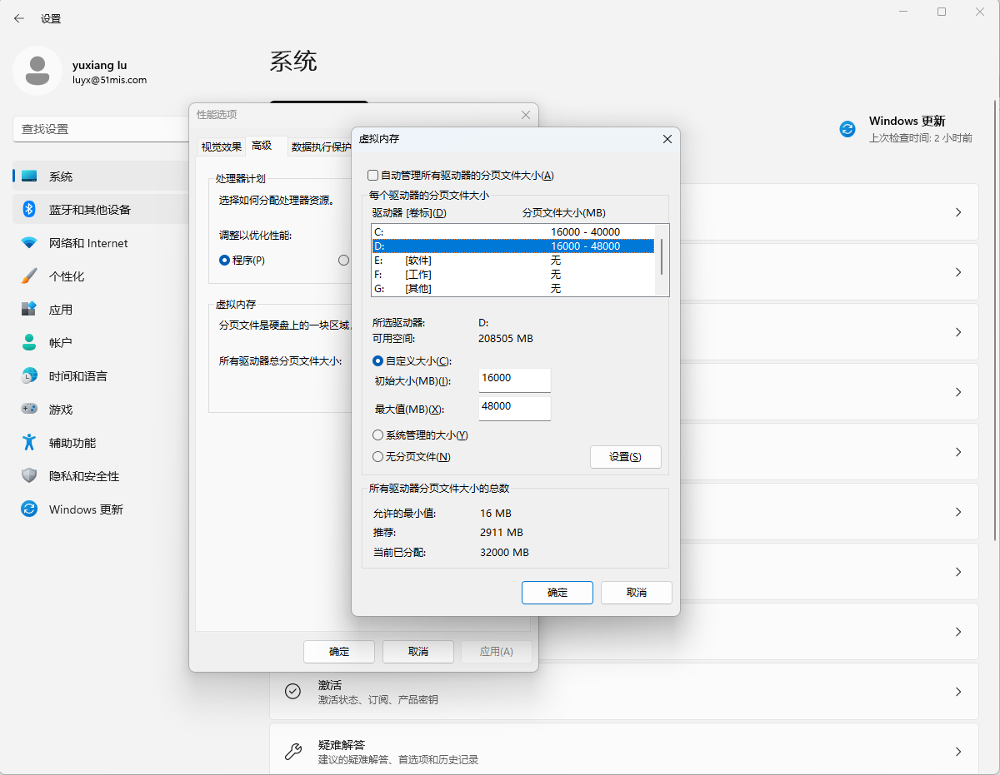 设置
yuxiang lu
luyx@51mis.com
查找设置
系统
蓝牙和其他设备
网络和 Internet
个性化
应用
帐户
时间和语言
游戏
辅助功能
隐私和安全性
Windows 更新
系统
Windows 更新
上次检查时间: 2 小时前
性能选项
视觉效果 高级 数据执行保护
处理器计划
选择如何分配处理器资源。
调整以优化性能:
程序(P)
虚拟内存
分页文件是硬盘上的一块区域
所有驱动器总分页文件大小:
确定 取消 应用(A)
虚拟内存
自动管理所有驱动器的分页文件大小(A)
每个驱动器的分页文件大小
驱动器 [卷标](D) 分页文件大小(MB)
C: 16000 - 40000
D: 16000 - 48000
E: [软件] 无
F: [工作] 无
G: [其他] 无
所选驱动器: D:
可用空间: 208505 MB
自定义大小(C):
初始大小(MB)(I): 16000
最大值(MB)(X): 48000
系统管理的大小(Y)
无分页文件(N) 设置(S)
所有驱动器分页文件大小的总数
允许的最小值: 16 MB
推荐: 2911 MB
当前已分配: 32000 MB
确定 取消
激活
激活状态、订阅、产品密钥
疑难解答
建议的疑难解答、首选项和历史记录